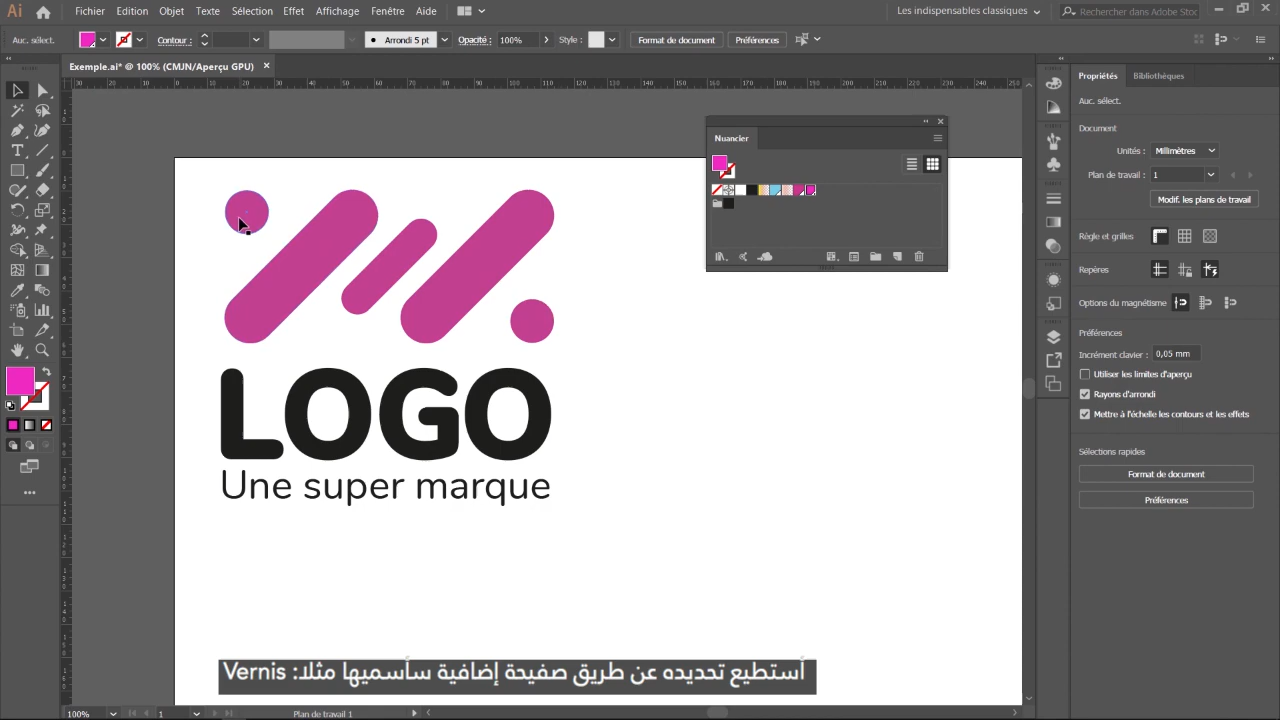 Ai
Fichier Edition Objet Texte Sélection Effet Affichage Fenêtre Aide
Les indispensables classiques
Rechercher dans Adobe Stoc
Auc. sélect.
Contour :
Arrondi 5 pt
Opacité : 100%
Style :
Format de document
Préférences
Exemple.ai* @ 100% (CMJN/Aperçu GPU)
Nuancier
LOGO
Une super marque
أستطيع تحديده عن طريق صفيحة إضافية سأسميها مثلا: Vernis
100%
1
Plan de travail 1
Propriétés Bibliothèques
Auc. sélect.
Document
Unités : Millimètres
Plan de travail : 1
Modif. les plans de travail
Règle et grilles
Repères
Options du magnétisme
Préférences
Incrément clavier : 0,05 mm
Utiliser les limites d'aperçu
Rayons d'arrondi
Mettre à l'échelle les contours et les effets
Sélections rapides
Format de document
Préférences